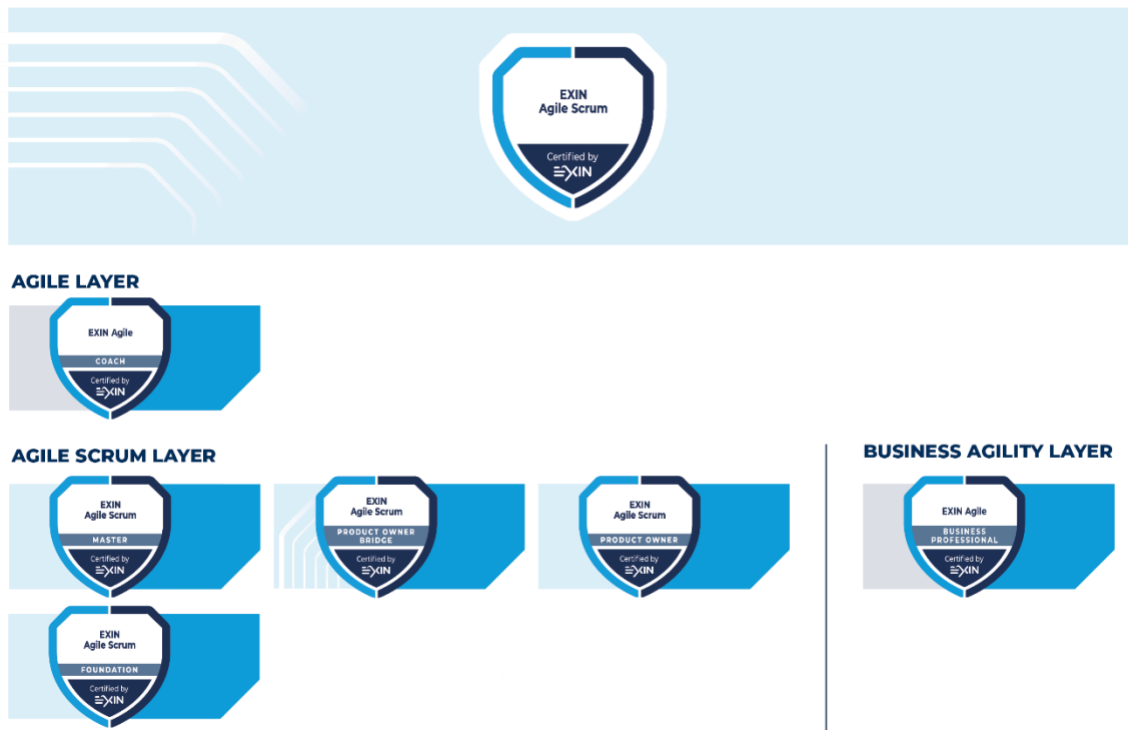 EXIN
Agile Scrum
Certified by
EXIN
AGILE LAYER
EXIN Agile
COACH
Certified by
EXIN
AGILE SCRUM LAYER
EXIN
Agile Scrum
MASTER
Certified by
EXIN
EXIN
Agile Scrum
PRODUCT OWNER
BRIDGE
Certified by
EXIN
EXIN
Agile Scrum
PRODUCT OWNER
Certified by
EXIN
BUSINESS AGILITY LAYER
EXIN Agile
BUSINESS
PROFESSIONAL
Certified by
EXIN
EXIN
Agile Scrum
FOUNDATION
Certified by
EXIN